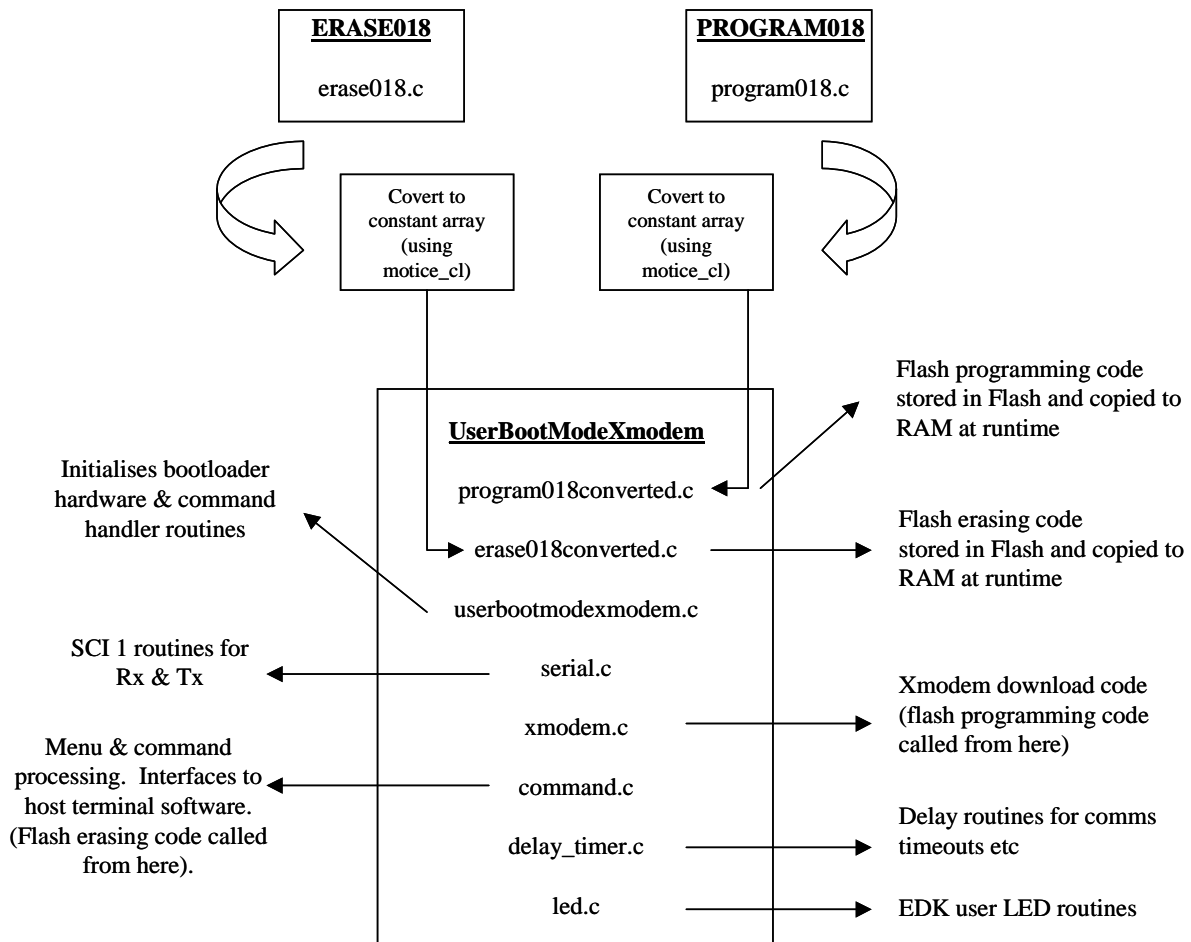 ERASE018
erase018.c
PROGRAM018
program018.c
Covert to
constant array
(using
motice_cl)
Covert to
constant array
(using
motice_cl)
Flash programming code
stored in Flash and copied to
RAM at runtime
UserBootModeXmodem
Initialises bootloader
hardware & command
handler routines
program018converted.c
Flash erasing code
stored in Flash and copied to
RAM at runtime
erase018converted.c
userbootmodexmodem.c
SCI 1 routines for
Rx & Tx
serial.c
Xmodem download code
(flash programming code
called from here)
xmodem.c
Menu & command
processing. Interfaces to
host terminal software.
(Flash erasing code called
from here).
command.c
Delay routines for comms
timeouts etc
delay_timer.c
led.c
EDK user LED routines